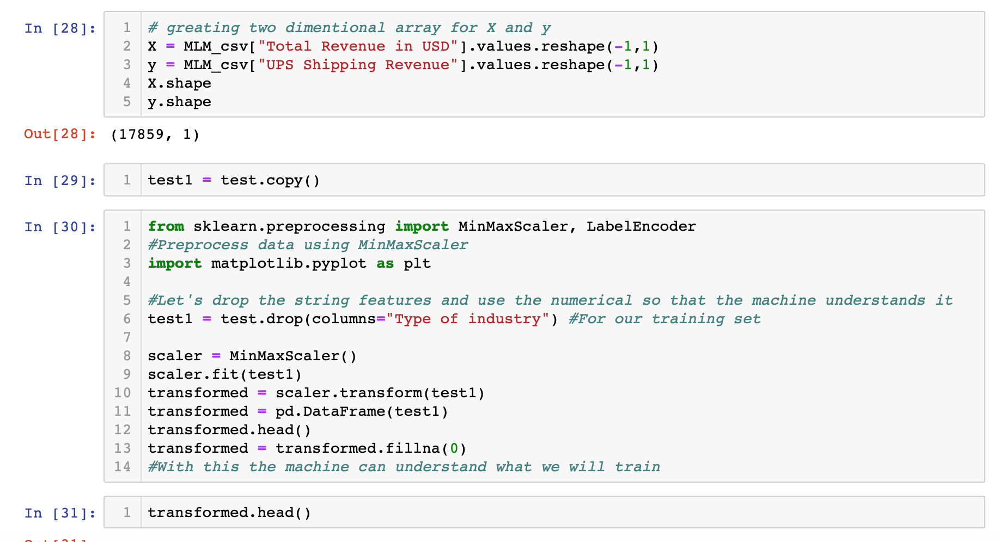 In [28]:
1 # greating two dimentional array for X and y
2 X = MLM_csv["Total Revenue in USD"].values.reshape(-1,1)
3 y = MLM_csv["UPS Shipping Revenue"].values.reshape(-1,1)
4 X.shape
5 y.shape
Out[28]: (17859, 1)
In [29]:
1 test1 = test.copy()
In [30]:
1 from sklearn.preprocessing import MinMaxScaler, LabelEncoder
2 #Preprocess data using MinMaxScaler
3 import matplotlib.pyplot as plt
4
5 #Let's drop the string features and use the numerical so that the machine understands it
6 test1 = test.drop(columns="Type of industry") #For our training set
7
8 scaler = MinMaxScaler()
9 scaler.fit(test1)
10 transformed = scaler.transform(test1)
11 transformed = pd.DataFrame(test1)
12 transformed.head()
13 transformed = transformed.fillna(0)
14 #With this the machine can understand what we will train
In [31]:
1 transformed.head()